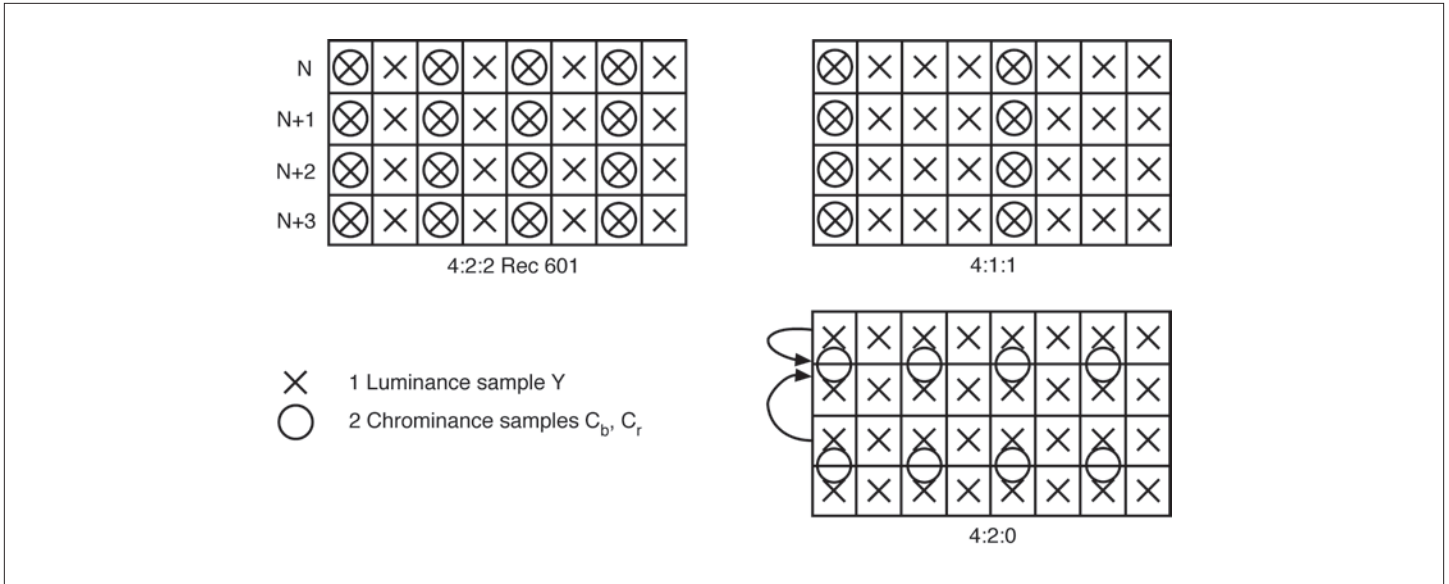 N
N+1
N+2
N+3
4:2:2 Rec 601
4:1:1
1 Luminance sample Y
2 Chrominance samples Cb, Cr
4:2:0